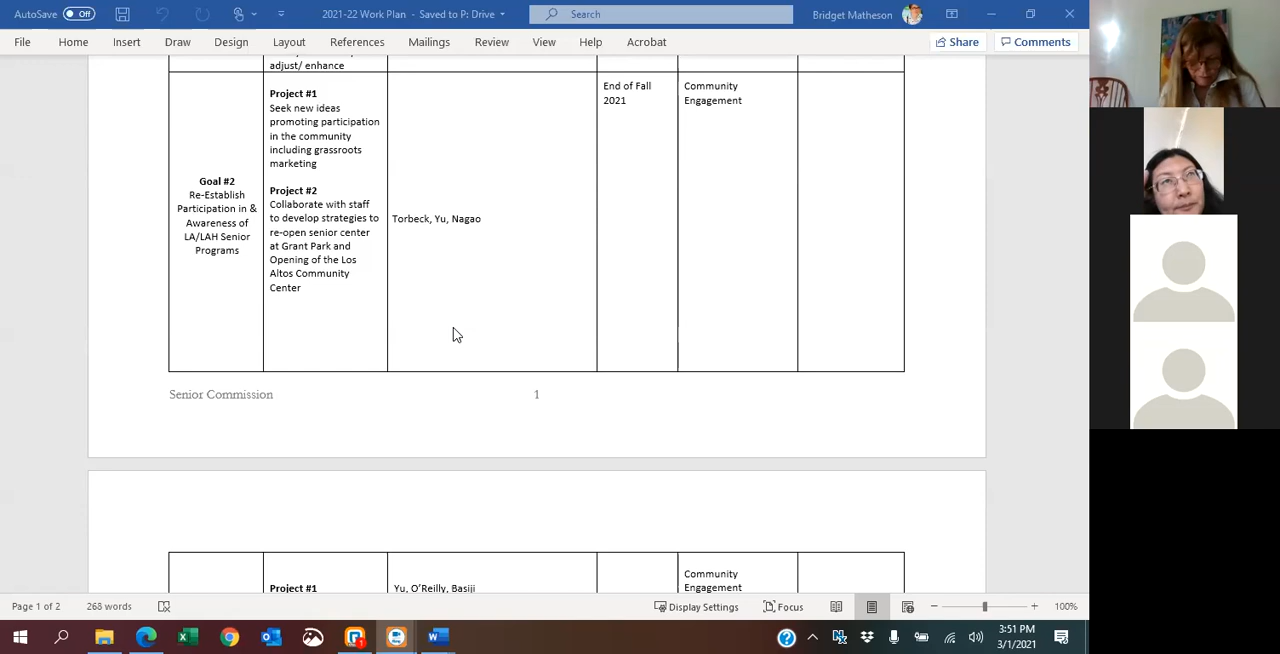 AutoSave Off
2021-22 Work Plan - Saved to P: Drive
Search
Bridget Matheson
File Home Insert Draw Design Layout References Mailings Review View Help Acrobat
Share Comments
adjust/ enhance
Goal #2
Re-Establish
Participation in &
Awareness of
LA/LAH Senior
Programs
Project #1
Seek new ideas
promoting participation
in the community
including grassroots
marketing
Project #2
Collaborate with staff
to develop strategies to
re-open senior center
at Grant Park and
Opening of the Los
Altos Community
Center
Torbeck, Yu, Nagao
End of Fall
2021
Community
Engagement
Senior Commission 1
Project #1
Yu, O'Reilly, Basiji
Community
Engagement
Page 1 of 2 268 words
Display Settings Focus 100%
3:51 PM
3/1/2021